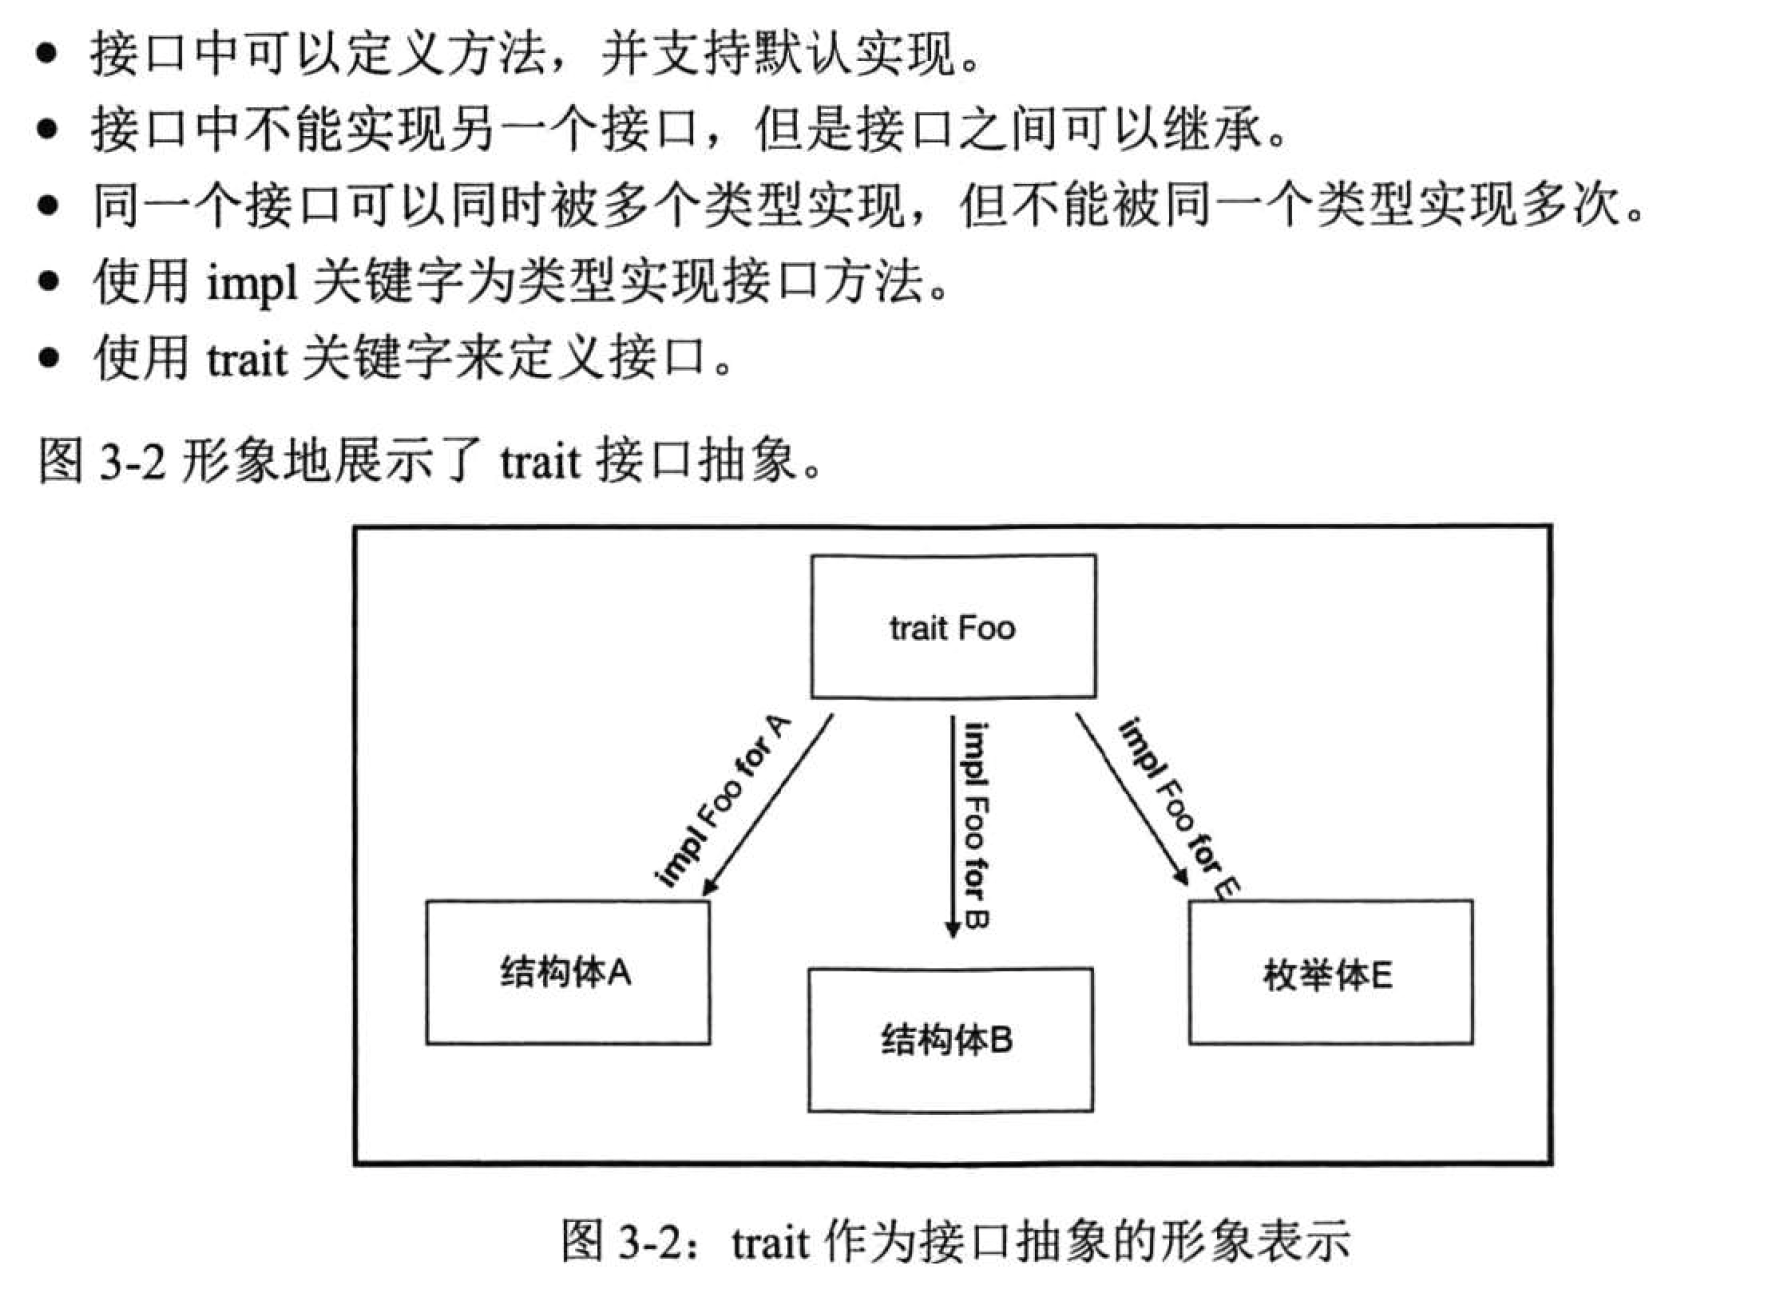 • 接口中可以定义方法，并支持默认实现。
• 接口中不能实现另一个接口，但是接口之间可以继承。
• 同一个接口可以同时被多个类型实现，但不能被同一个类型实现多次。
• 使用 impl 关键字为类型实现接口方法。
• 使用 trait 关键字来定义接口。
图 3-2 形象地展示了 trait 接口抽象。
trait Foo
impl Foo for A
impl Foo for B
impl Foo for E
结构体A
结构体B
枚举体E
图 3-2：trait 作为接口抽象的形象表示